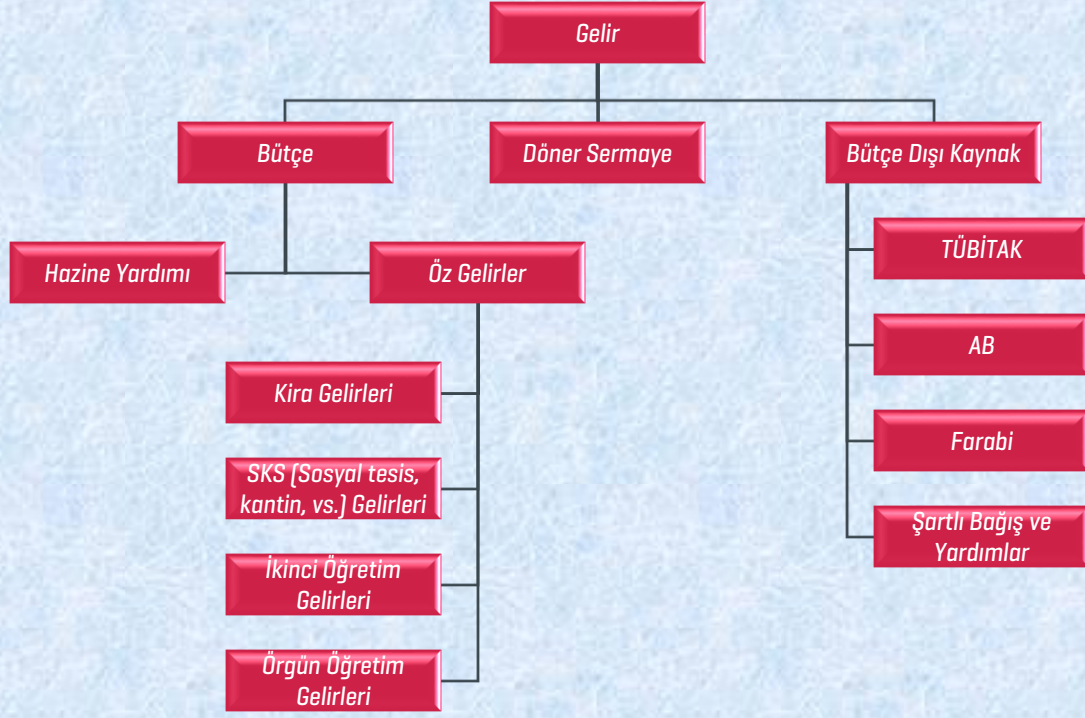 Gelir
Bütçe
Döner Sermaye
Bütçe Dışı Kaynak
Hazine Yardımı
Öz Gelirler
Kira Gelirleri
SKS (Sosyal tesis,
kantin, vs.) Gelirleri
İkinci Öğretim
Gelirleri
Örgün Öğretim
Gelirleri
TÜBİTAK
AB
Farabi
Şartlı Bağış ve
Yardımlar